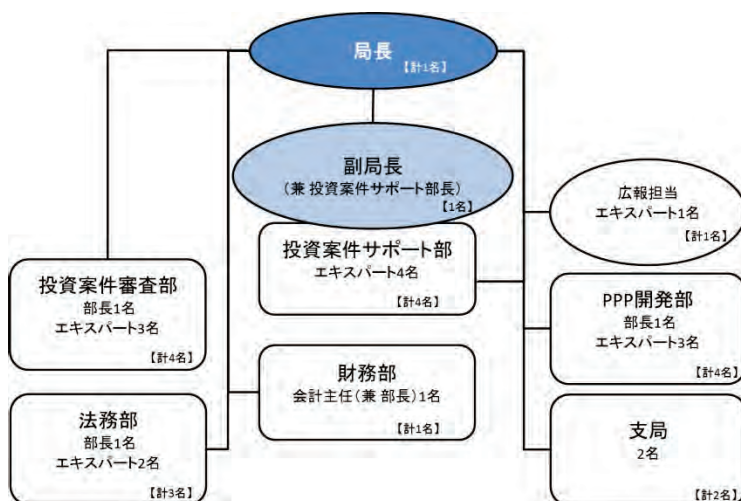 局長
【計1名】
副局長
（兼 投資案件サポート部長）
【1名】
広報担当
エキスパート1名
【計1名】
投資案件サポート部
エキスパート4名
【計4名】
投資案件審査部
部長1名
エキスパート3名
【計4名】
PPP開発部
部長1名
エキスパート3名
【計4名】
財務部
会計主任（兼 部長）1名
【計1名】
法務部
部長1名
エキスパート2名
【計3名】
支局
2名
【計2名】